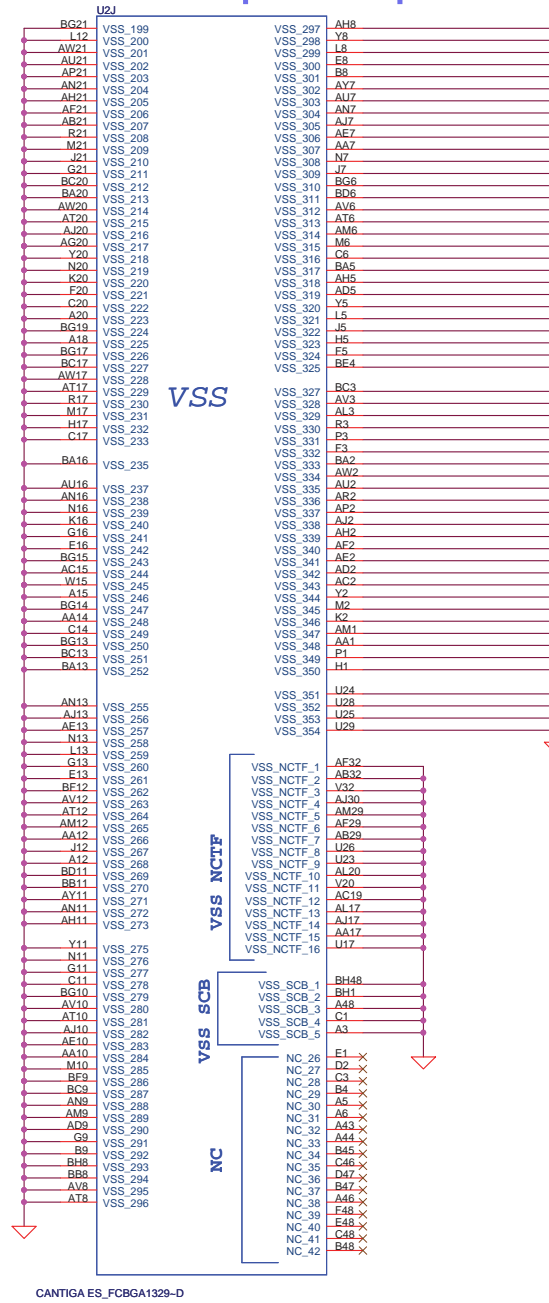 U2J
BG21 VSS_199
L12 VSS_200
AW21 VSS_201
AU21 VSS_202
AP21 VSS_203
AN21 VSS_204
AH21 VSS_205
AF21 VSS_206
AB21 VSS_207
R21 VSS_208
M21 VSS_209
J21 VSS_210
G21 VSS_211
BC20 VSS_212
BA20 VSS_213
AW20 VSS_214
AT20 VSS_215
AJ20 VSS_216
AG20 VSS_217
Y20 VSS_218
N20 VSS_219
K20 VSS_220
F20 VSS_221
C20 VSS_222
A20 VSS_223
BG19 VSS_224
A18 VSS_225
BG17 VSS_226
BC17 VSS_227
AW17 VSS_228
AT17 VSS_229
R17 VSS_230
M17 VSS_231
H17 VSS_232
C17 VSS_233
BA16 VSS_235
AU16 VSS_237
AN16 VSS_238
N16 VSS_239
K16 VSS_240
G16 VSS_241
E16 VSS_242
BG15 VSS_243
AC15 VSS_244
W15 VSS_245
A15 VSS_246
BG14 VSS_247
AA14 VSS_248
C14 VSS_249
BG13 VSS_250
BC13 VSS_251
BA13 VSS_252
AN13 VSS_255
AJ13 VSS_256
AE13 VSS_257
N13 VSS_258
L13 VSS_259
G13 VSS_260
E13 VSS_261
BF12 VSS_262
AV12 VSS_263
AT12 VSS_264
AM12 VSS_265
AA12 VSS_266
J12 VSS_267
A12 VSS_268
BD11 VSS_269
BB11 VSS_270
AY11 VSS_271
AN11 VSS_272
AH11 VSS_273
Y11 VSS_275
N11 VSS_276
G11 VSS_277
C11 VSS_278
BG10 VSS_279
AV10 VSS_280
AT10 VSS_281
AJ10 VSS_282
AE10 VSS_283
AA10 VSS_284
M10 VSS_285
BF9 VSS_286
BC9 VSS_287
AN9 VSS_288
AM9 VSS_289
AD9 VSS_290
G9 VSS_291
B9 VSS_292
BH8 VSS_293
BB8 VSS_294
AV8 VSS_295
AT8 VSS_296
VSS
VSS_297 AH8
VSS_298 Y8
VSS_299 L8
VSS_300 E8
VSS_301 B8
VSS_302 AY7
VSS_303 AU7
VSS_304 AN7
VSS_305 AJ7
VSS_306 AE7
VSS_307 AA7
VSS_308 N7
VSS_309 J7
VSS_310 BG6
VSS_311 BD6
VSS_312 AV6
VSS_313 AT6
VSS_314 AM6
VSS_315 M6
VSS_316 C6
VSS_317 BA5
VSS_318 AH5
VSS_319 AD5
VSS_320 Y5
VSS_321 L5
VSS_322 J5
VSS_323 H5
VSS_324 F5
VSS_325 BE4
VSS_327 BC3
VSS_328 AV3
VSS_329 AL3
VSS_330 R3
VSS_331 P3
VSS_332 F3
VSS_333 BA2
VSS_334 AW2
VSS_335 AU2
VSS_336 AR2
VSS_337 AP2
VSS_338 AJ2
VSS_339 AH2
VSS_340 AF2
VSS_341 AE2
VSS_342 AD2
VSS_343 AC2
VSS_344 Y2
VSS_345 M2
VSS_346 K2
VSS_347 AM1
VSS_348 AA1
VSS_349 P1
VSS_350 H1
VSS_351 U24
VSS_352 U28
VSS_353 U25
VSS_354 U29
VSS NCTF
VSS_NCTF_1 AF32
VSS_NCTF_2 AB32
VSS_NCTF_3 V32
VSS_NCTF_4 AJ30
VSS_NCTF_5 AM29
VSS_NCTF_6 AF29
VSS_NCTF_7 AB29
VSS_NCTF_8 U26
VSS_NCTF_9 U23
VSS_NCTF_10 AL20
VSS_NCTF_11 V20
VSS_NCTF_12 AC19
VSS_NCTF_13 AL17
VSS_NCTF_14 AJ17
VSS_NCTF_15 AA17
VSS_NCTF_16 U17
VSS SCB
VSS_SCB_1 BH48
VSS_SCB_2 BH1
VSS_SCB_3 A48
VSS_SCB_4 C1
VSS_SCB_5 A3
NC
NC_26 E1
NC_27 D2
NC_28 C3
NC_29 B4
NC_30 A5
NC_31 A6
NC_32 A43
NC_33 A44
NC_34 B45
NC_35 C46
NC_36 D47
NC_37 B47
NC_38 A46
NC_39 F48
NC_40 E48
NC_41 C48
NC_42 B48
CANTIGA ES_FCBGA1329~D